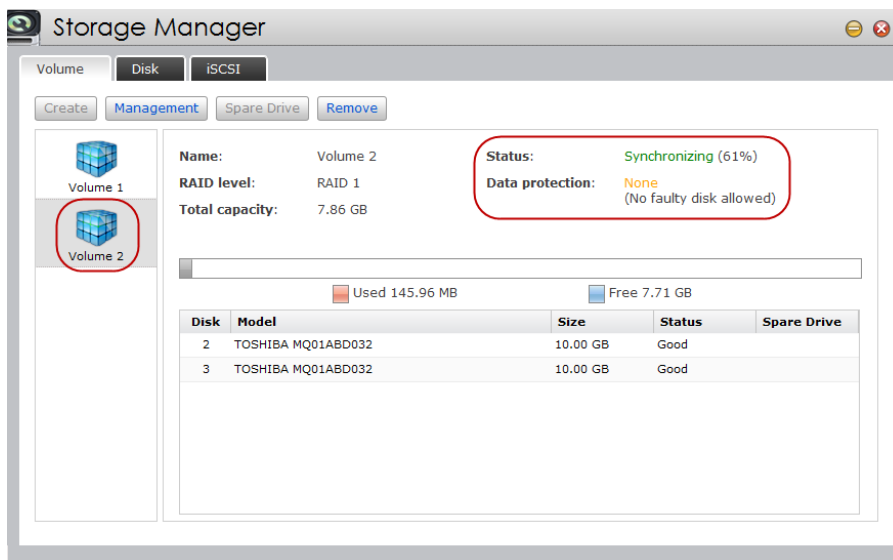 Storage Manager
Volume Disk iSCSI
Create Management Spare Drive Remove
Volume 1
Volume 2
Name: Volume 2 Status: Synchronizing (61%)
RAID level: RAID 1 Data protection: None
(No faulty disk allowed)
Total capacity: 7.86 GB
Used 145.96 MB Free 7.71 GB
Disk Model Size Status Spare Drive
2 TOSHIBA MQ01ABD032 10.00 GB Good
3 TOSHIBA MQ01ABD032 10.00 GB Good